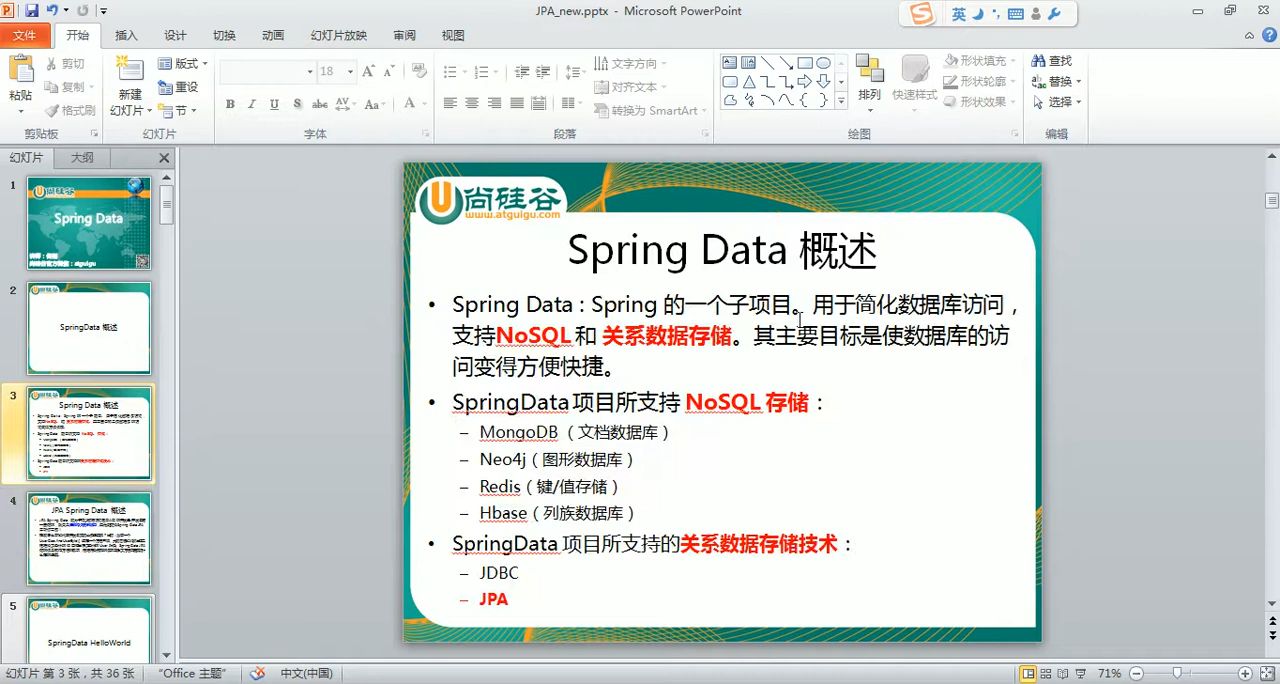 JPA_new.pptx - Microsoft PowerPoint
英
文件 开始 插入 设计 切换 动画 幻灯片放映 审阅 视图
粘贴 剪切 复制 格式刷 剪贴板
新建 幻灯片 版式 重设 节 幻灯片
18
B I U S abc AV Aa A
字体
文字方向
对齐文本
转换为 SmartArt
段落
排列 快速样式 形状填充 形状轮廓 形状效果 绘图
查找 替换 选择 编辑
幻灯片 大纲
1
尚硅谷
Spring Data
2
SpringData 概述
3
Spring Data 概述
4
JPA Spring Data 概述
5
SpringData HelloWorld
尚硅谷
www.atguigu.com
Spring Data 概述
• Spring Data : Spring 的一个子项目。用于简化数据库访问，
支持NoSQL 和 关系数据存储。其主要目标是使数据库的访
问变得方便快捷。
• SpringData 项目所支持 NoSQL 存储：
– MongoDB （文档数据库）
– Neo4j（图形数据库）
– Redis（键/值存储）
– Hbase（列族数据库）
• SpringData 项目所支持的关系数据存储技术：
– JDBC
– JPA
幻灯片 第 3 张，共 36 张 "Office 主题" 中文(中国) 71%